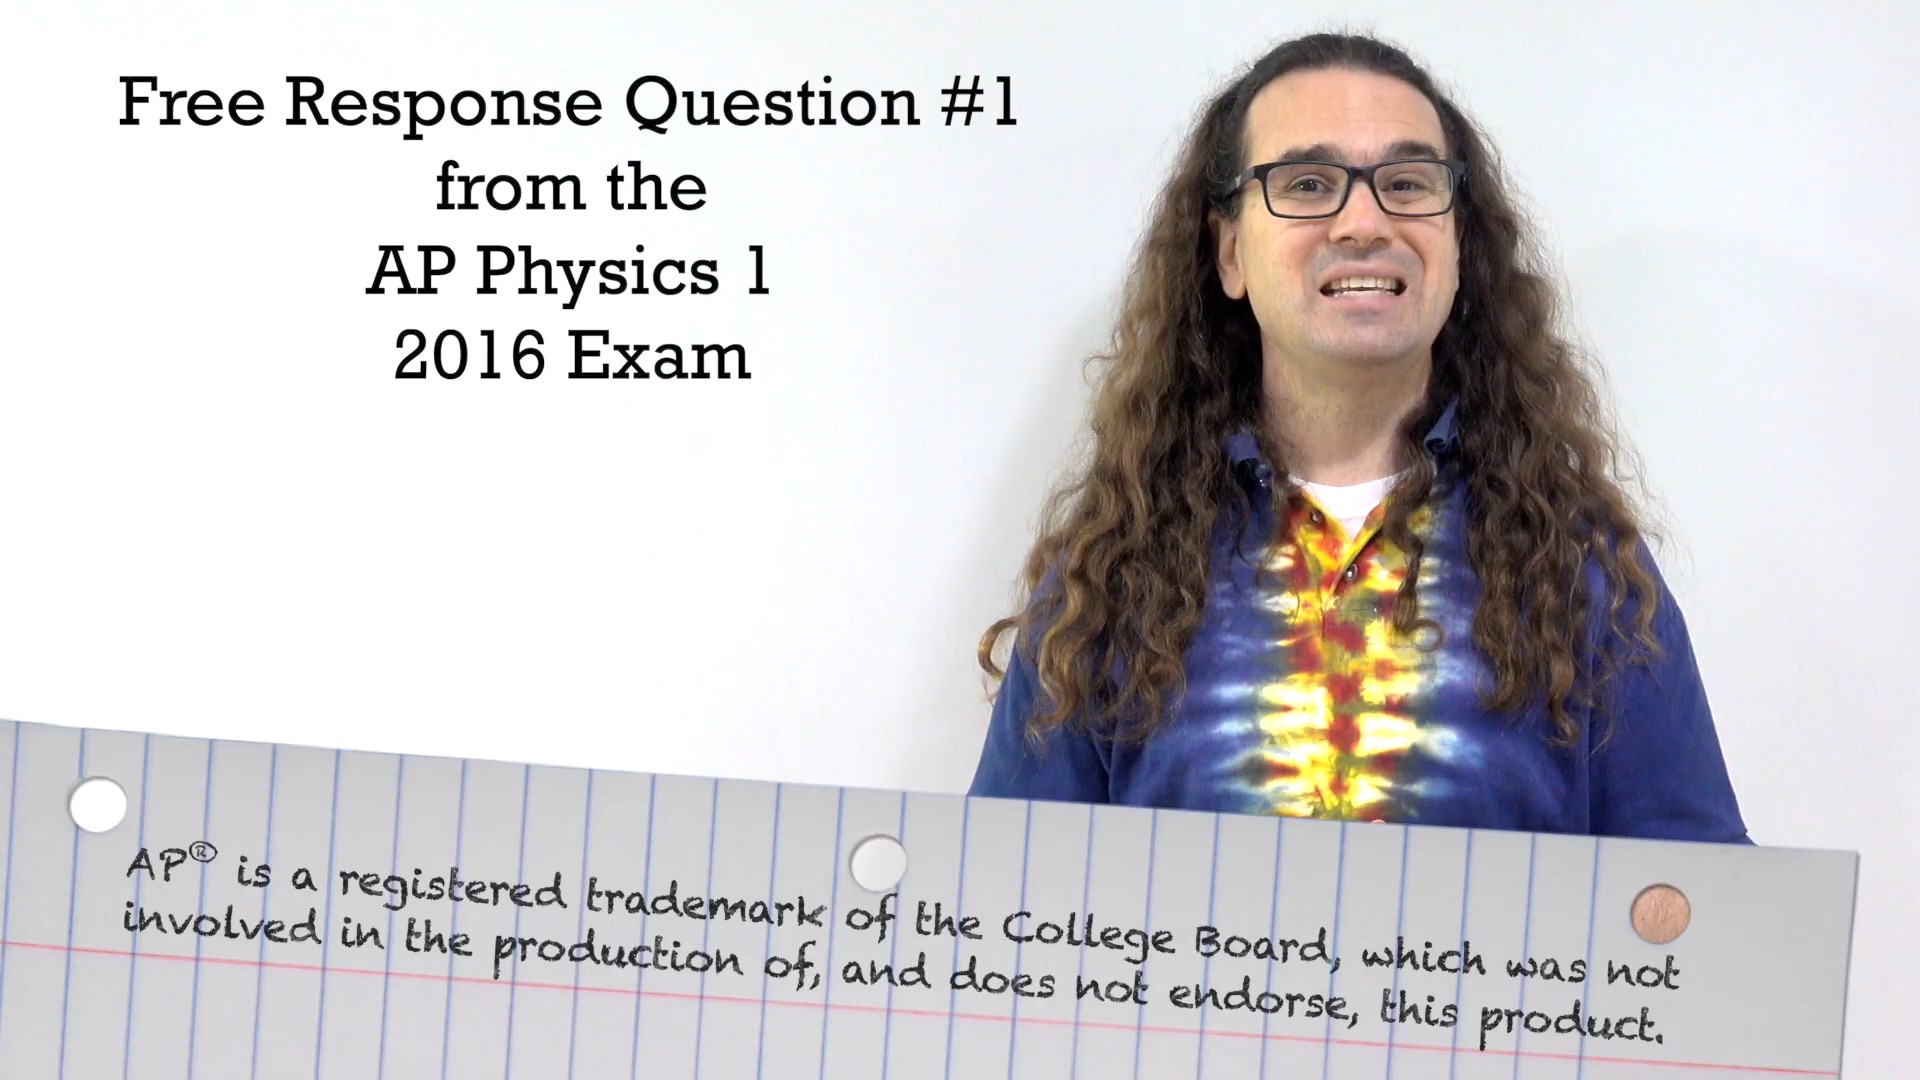 Free Response Question #1
from the
AP Physics 1
2016 Exam
AP® is a registered trademark of the College Board, which was not
involved in the production of, and does not endorse, this product.